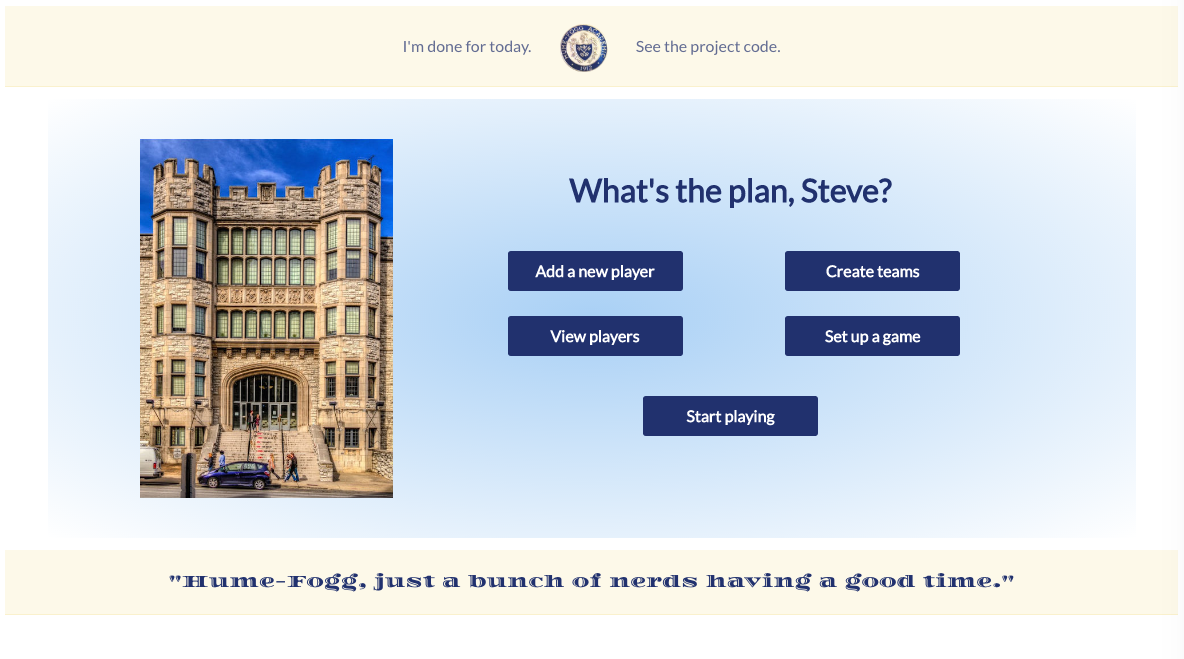 I'm done for today.
See the project code.
What's the plan, Steve?
Add a new player
Create teams
View players
Set up a game
Start playing
"Hume-Fogg, just a bunch of nerds having a good time."